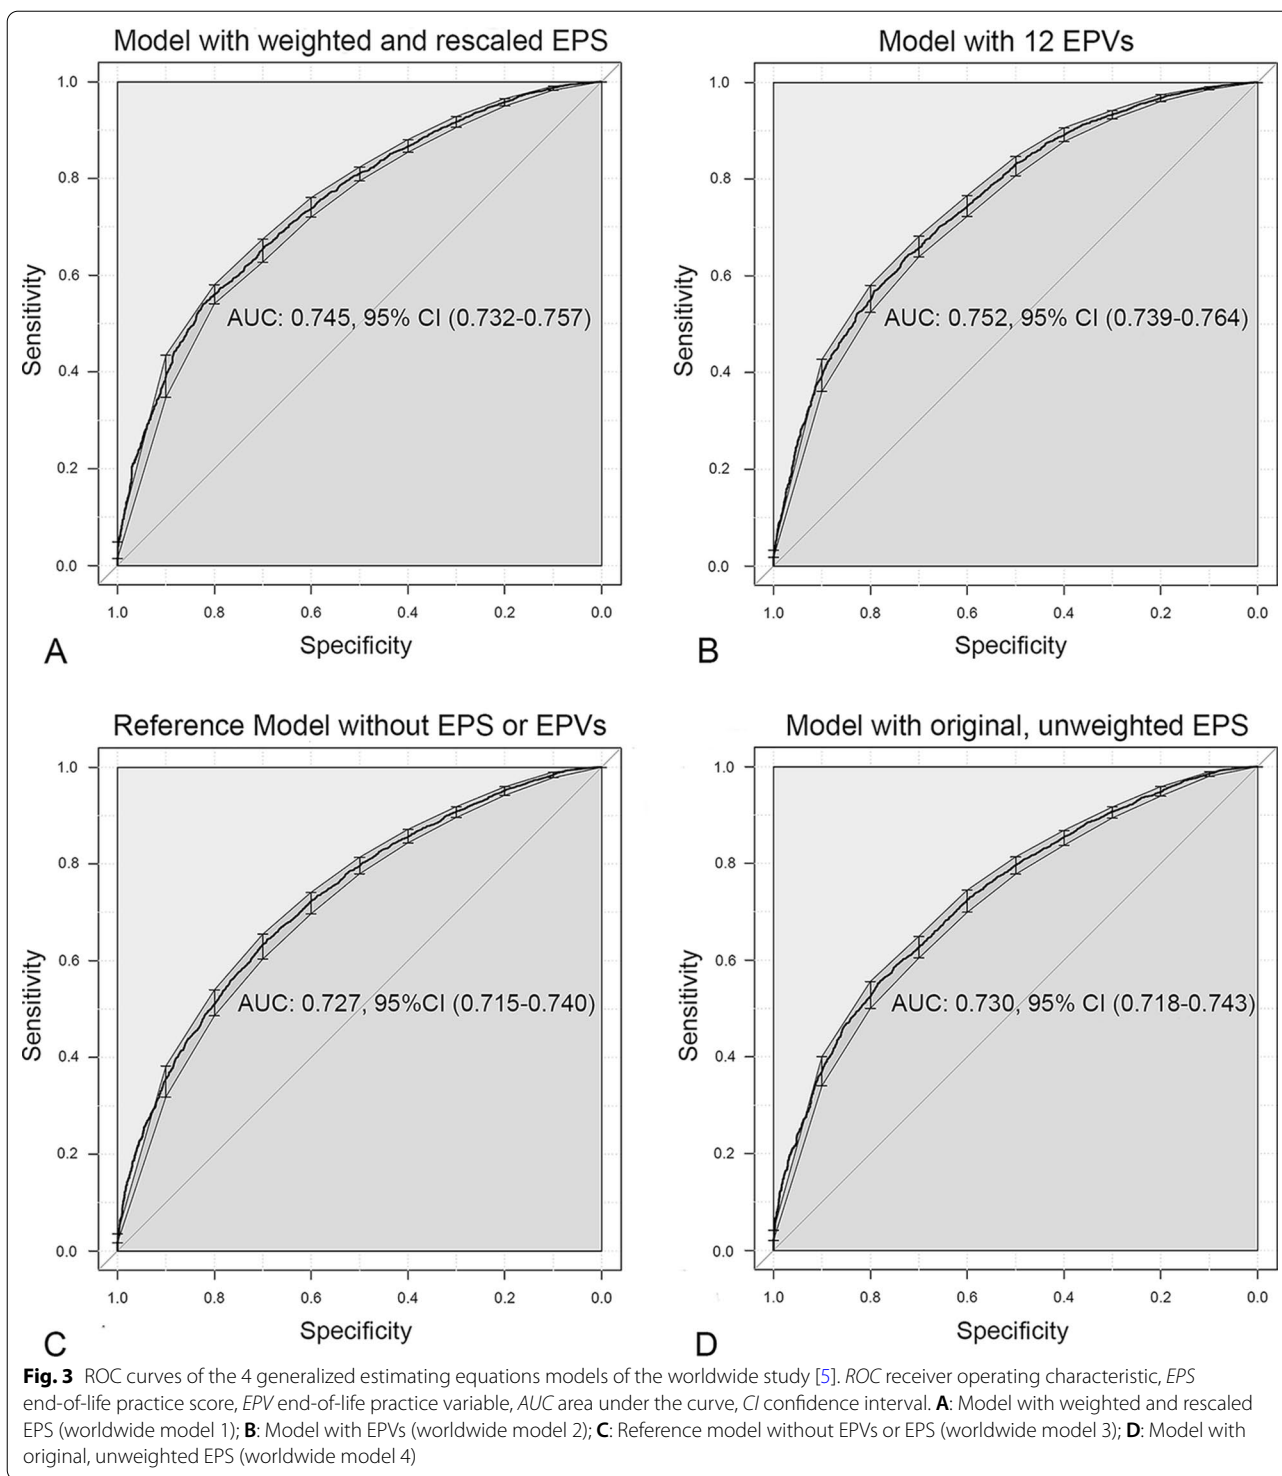 Model with weighted and rescaled EPS
1.0
0.8
0.6
0.4
0.2
0.0
Sensitivity
AUC: 0.745, 95% CI (0.732-0.757)
1.0 0.8 0.6 0.4 0.2 0.0
Specificity
A
Model with 12 EPVs
1.0
0.8
0.6
0.4
0.2
0.0
Sensitivity
AUC: 0.752, 95% CI (0.739-0.764)
1.0 0.8 0.6 0.4 0.2 0.0
Specificity
B
Reference Model without EPS or EPVs
1.0
0.8
0.6
0.4
0.2
0.0
Sensitivity
AUC: 0.727, 95%CI (0.715-0.740)
1.0 0.8 0.6 0.4 0.2 0.0
Specificity
C
Model with original, unweighted EPS
1.0
0.8
0.6
0.4
0.2
0.0
Sensitivity
AUC: 0.730, 95% CI (0.718-0.743)
1.0 0.8 0.6 0.4 0.2 0.0
Specificity
D
Fig. 3 ROC curves of the 4 generalized estimating equations models of the worldwide study [5]. ROC receiver operating characteristic, EPS
end-of-life practice score, EPV end-of-life practice variable, AUC area under the curve, CI confidence interval. A: Model with weighted and rescaled
EPS (worldwide model 1); B: Model with EPVs (worldwide model 2); C: Reference model without EPVs or EPS (worldwide model 3); D: Model with
original, unweighted EPS (worldwide model 4)